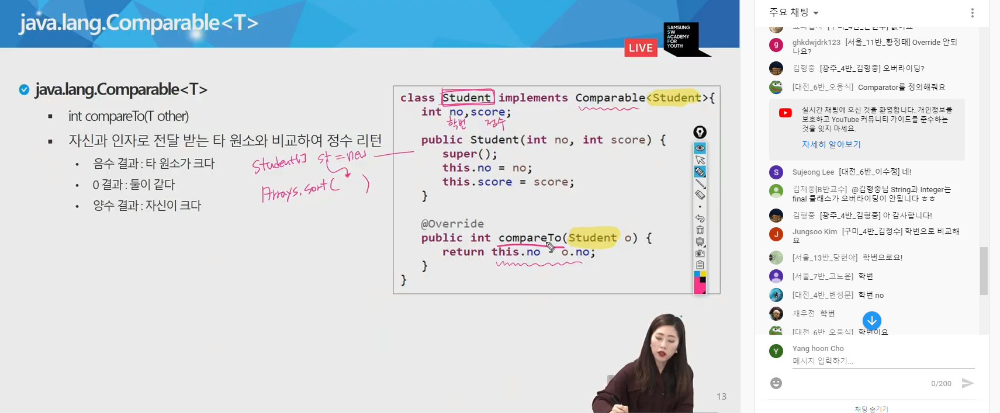 java.lang.Comparable<T>
LIVE
SAMSUNG
SW
ACADEMY
FOR
YOUTH
java.lang.Comparable<T>
int compareTo(T other)
자신과 인자로 전달 받는 타 원소와 비교하여 정수 리턴
음수 결과 : 타 원소가 크다
0 결과 : 둘이 같다
양수 결과 : 자신이 크다
Student[] st = new
Arrays.sort( )
class Student implements Comparable<Student>{
int no,score;
학번 점수
public Student(int no, int score) {
super();
this.no = no;
this.score = score;
}
@Override
public int compareTo(Student o) {
return this.no - o.no;
}
}
13
주요 채팅
ghkdwjdrk123 [서울_11반_황정태] Override 안되
나요?
김형중 [광주_4반_김형중] 오버라이딩?
[대전_6반_오웅식] Comparator를 정의해줘요
실시간 채팅에 오신 것을 환영합니다. 개인정보를
보호하고 YouTube 커뮤니티 가이드를 준수하는
것을 잊지 마세요.
자세히 알아보기
S
Sujeong Lee [대전_6반_이수정] 네!
김재웅[B반교수] @김형중님 String과 Integer는
final 클래스가 오버라이딩이 안됩니다 ㅎㅎ
김형중 [광주_4반_김형중] 아 감사합니다!
J
Jungsoo Kim [구미_4반_김정수] 학번으로 비교해
요
[서울_13반_당현아] 학번으로요!
[서울_7반_고노윤] 학번
[대전_4반_변성문] 학번 no
재우전 학번
[대전_6반_오웅식] 학번이요
Y
Yang hoon Cho
메시지 입력하기...
0/200
채팅 숨기기